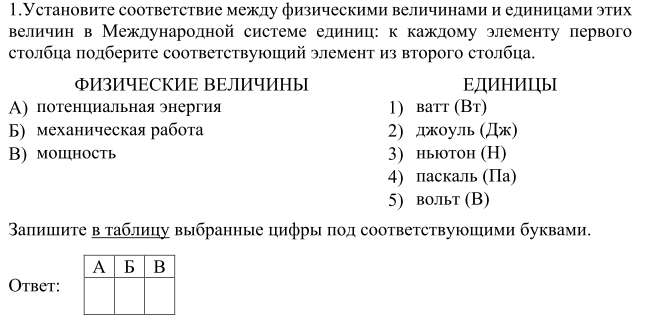 1.Установите соответствие между физическими величинами и единицами этих
величин в Международной системе единиц: к каждому элементу первого
столбца подберите соответствующий элемент из второго столбца.
ФИЗИЧЕСКИЕ ВЕЛИЧИНЫ
А) потенциальная энергия
Б) механическая работа
В) мощность
ЕДИНИЦЫ
1) ватт (Вт)
2) джоуль (Дж)
3) ньютон (Н)
4) паскаль (Па)
5) вольт (В)
Запишите в таблицу выбранные цифры под соответствующими буквами.
Ответ:
А Б В